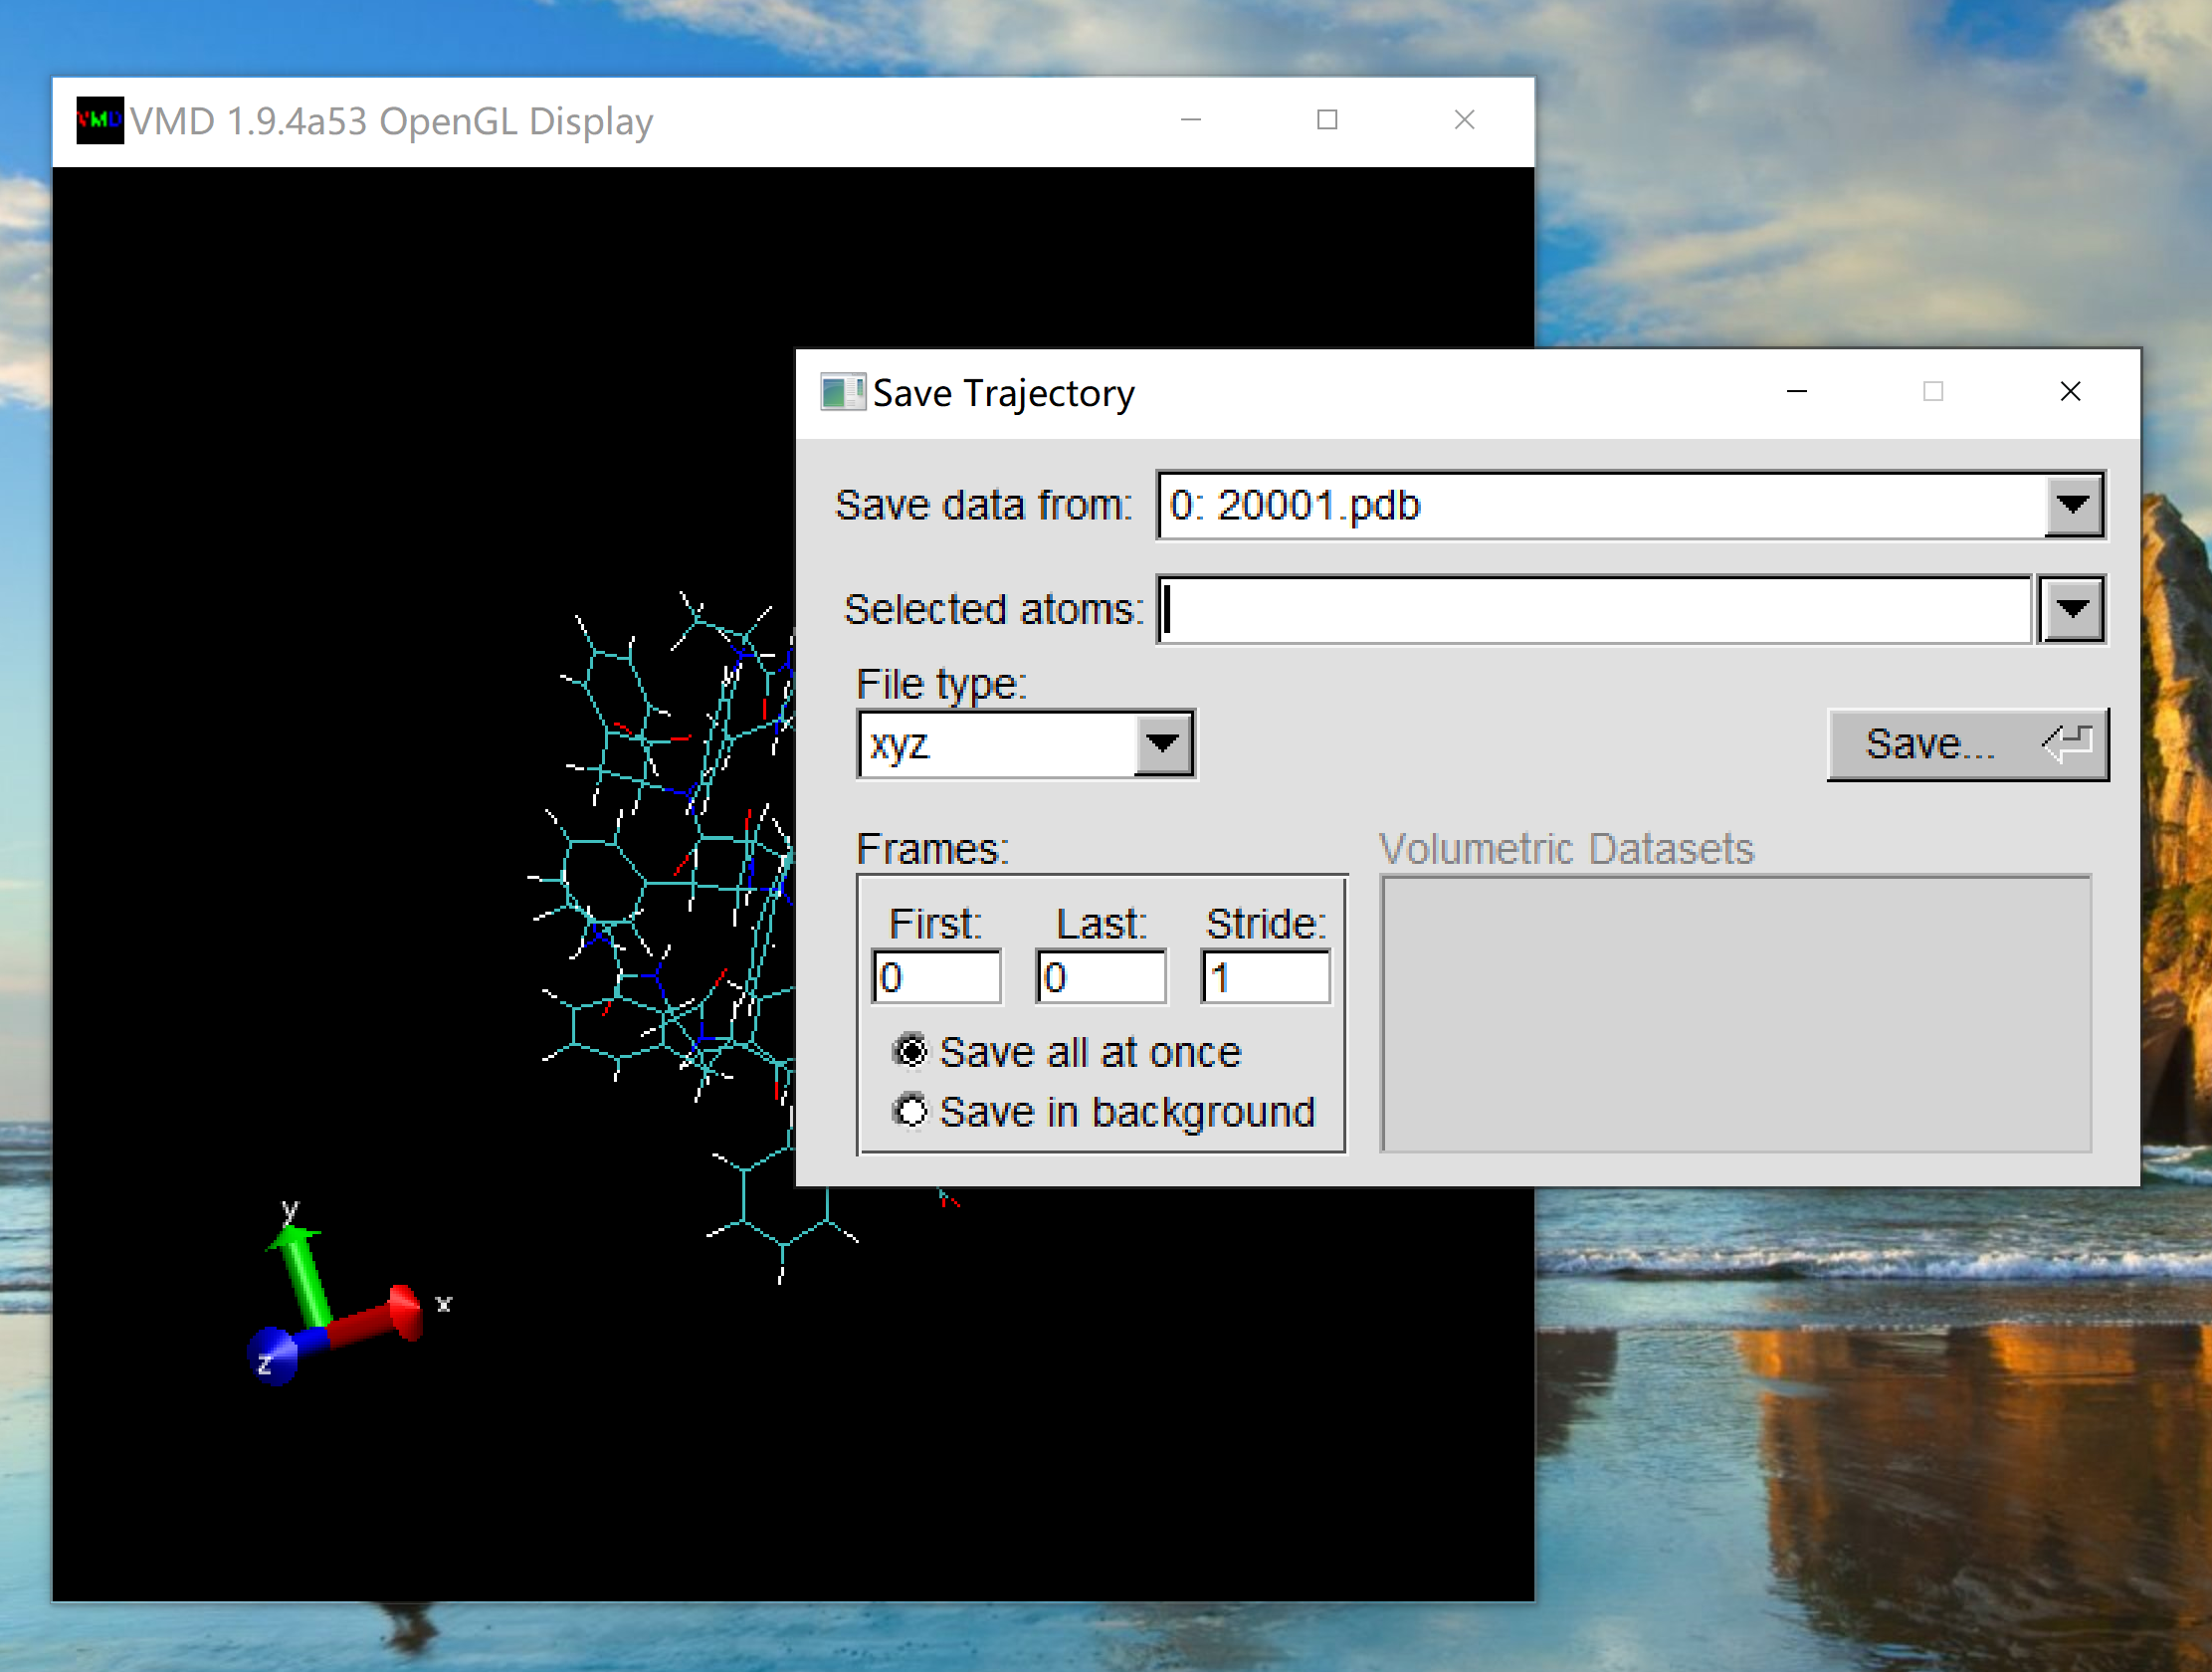 VMD VMD 1.9.4a53 OpenGL Display
Save Trajectory
Save data from: 0: 20001.pdb
Selected atoms:
File type:
xyz
Save...
Frames:
Volumetric Datasets
First: Last: Stride:
0 0 1
Save all at once
Save in background
y
x
z